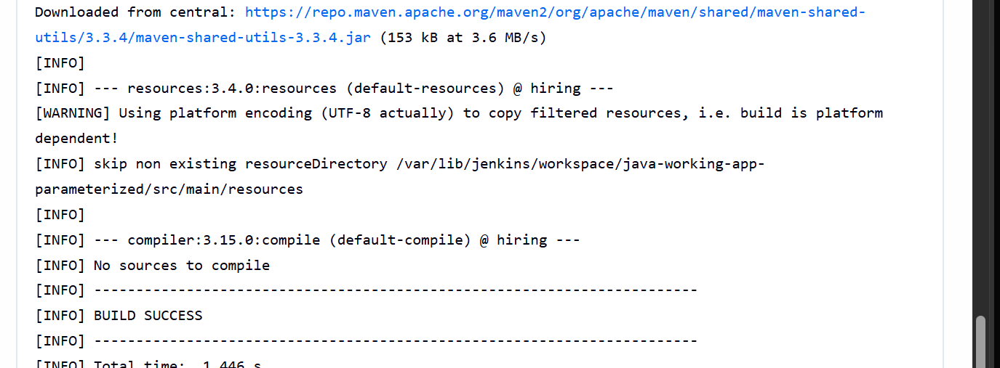 Downloaded from central: https://repo.maven.apache.org/maven2/org/apache/maven/shared/maven-shared-
utils/3.3.4/maven-shared-utils-3.3.4.jar (153 kB at 3.6 MB/s)
[INFO]
[INFO] --- resources:3.4.0:resources (default-resources) @ hiring ---
[WARNING] Using platform encoding (UTF-8 actually) to copy filtered resources, i.e. build is platform
dependent!
[INFO] skip non existing resourceDirectory /var/lib/jenkins/workspace/java-working-app-
parameterized/src/main/resources
[INFO]
[INFO] --- compiler:3.15.0:compile (default-compile) @ hiring ---
[INFO] No sources to compile
[INFO] ------------------------------------------------------------------------
[INFO] BUILD SUCCESS
[INFO] ------------------------------------------------------------------------
[INFO] Total time:  1.446 s